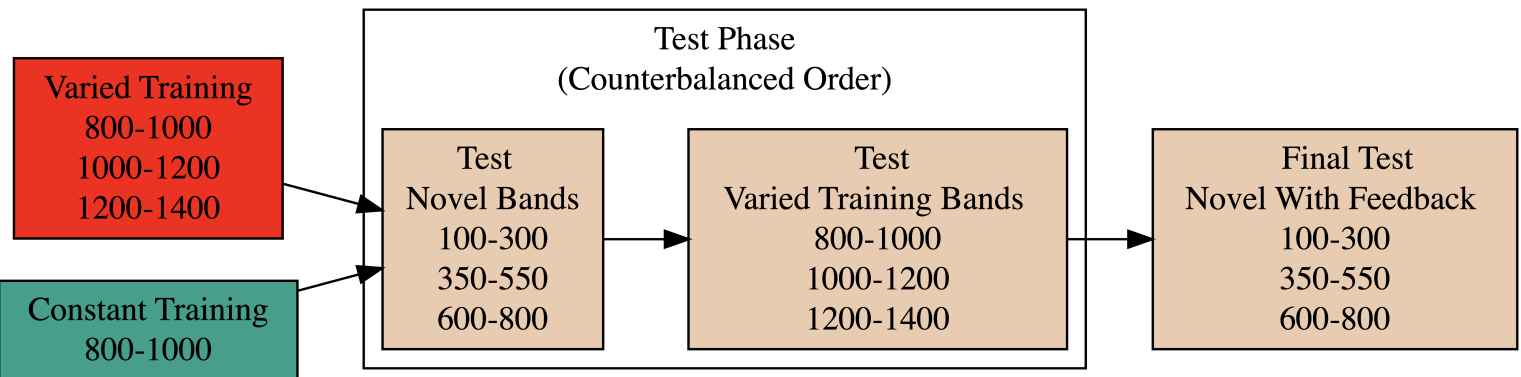 Varied Training
800-1000
1000-1200
1200-1400
Constant Training
800-1000
Test Phase
(Counterbalanced Order)
Test
Novel Bands
100-300
350-550
600-800
Test
Varied Training Bands
800-1000
1000-1200
1200-1400
Final Test
Novel With Feedback
100-300
350-550
600-800